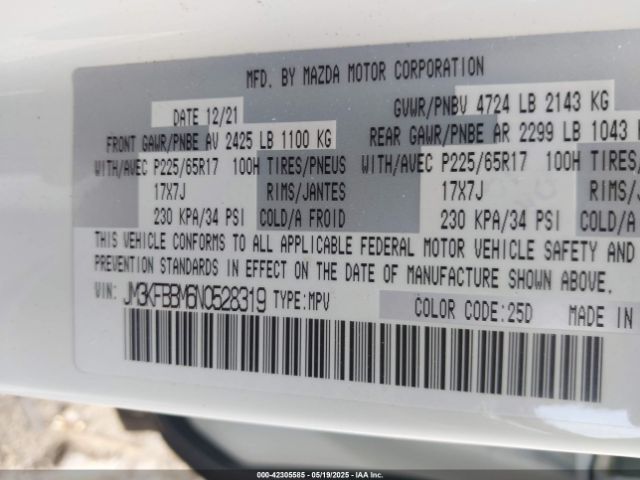 MFD. BY MAZDA MOTOR CORPORATION
DATE 12/21 GVWR/PNBV 4724 LB 2143 KG
FRONT GAWR/PNBE AV 2425 LB 1100 KG REAR GAWR/PNBE AR 2299 LB 1043
WITH/AVEC P225/65R17 100H TIRES/PNEUS WITH/AVEC P225/65R17 100H TIRES/
17X7J RIMS/JANTES 17X7J RIMS/
230 KPA/34 PSI COLD/A FROID 230 KPA/34 PSI COLD/A
THIS VEHICLE CONFORMS TO ALL APPLICABLE FEDERAL MOTOR VEHICLE SAFETY AND
PREVENTION STANDARDS IN EFFECT ON THE DATE OF MANUFACTURE SHOWN ABOVE.
VIN: JM3KFBBM6N0528319 TYPE:MPV COLOR CODE:25D MADE IN
000-42305585 - 05/19/2025 - IAAI.com